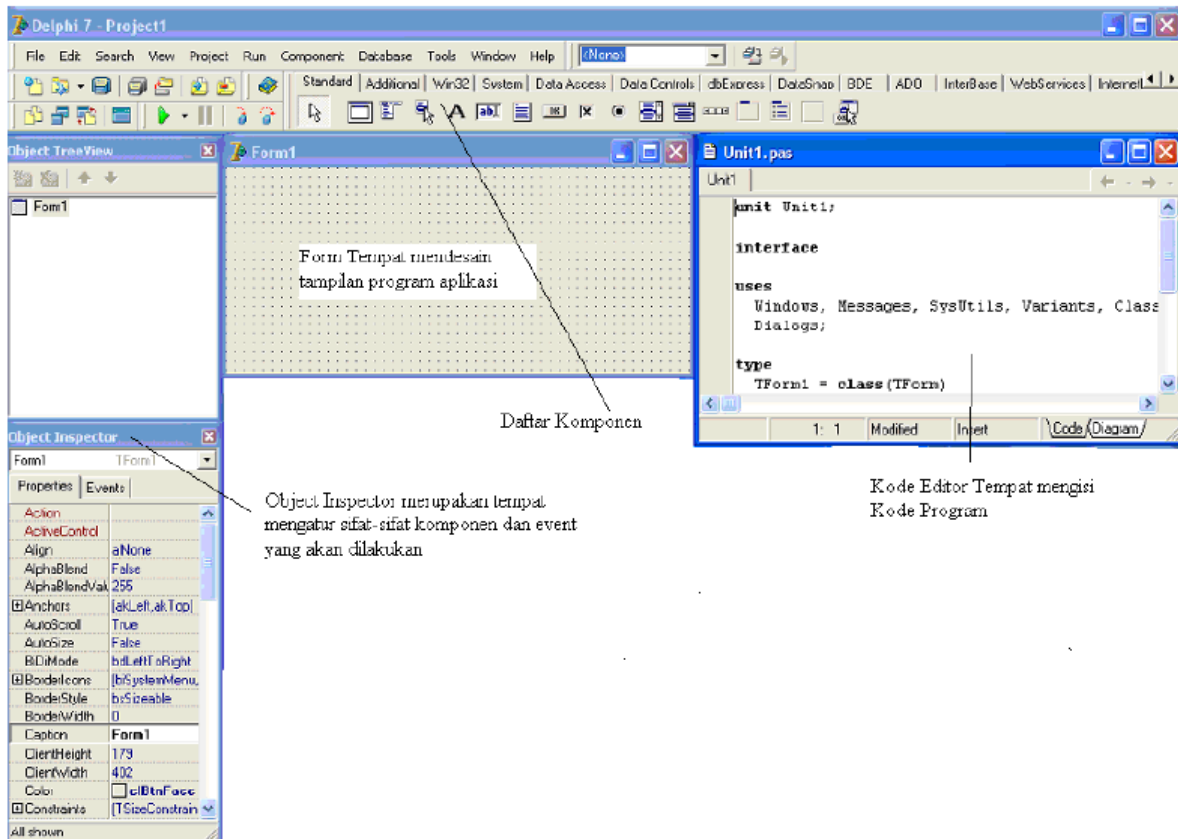 Delphi 7 - Project1
File Edit Search View Project Run Component Database Tools Window Help <None>
Standard Additional Win32 System Data Access Data Controls dbExpress DataSnap BDE ADO InterBase WebServices
Object TreeView
Form1
Form1
Form Tempat mendesain
tampilan program aplikasi
Unit1.pas
Unit1
unit Unit1;
interface
uses
Windows, Messages, SysUtils, Variants, Class
Dialogs;
type
TForm1 = class(TForm)
1: 1 Modified Insert Code Diagram
Daftar Komponen
Kode Editor Tempat mengisi
Kode Program
Object Inspector
Form1 TForm1
Properties Events
Action
ActiveControl
Align alNone
AlphaBlend False
AlphaBlendVal 255
Anchors [akLeft,akTop]
AutoScroll True
AutoSize False
BiDiMode bdLeftToRight
BorderIcons [biSystemMenu,
BorderStyle bsSizeable
BorderWidth 0
Caption Form1
ClientHeight 179
ClientWidth 402
Color clBtnFace
Constraints (TSizeConstrain
All shown
Object Inspector merupakan tempat
mengatur sifat-sifat komponen dan event
yang akan dilakukan